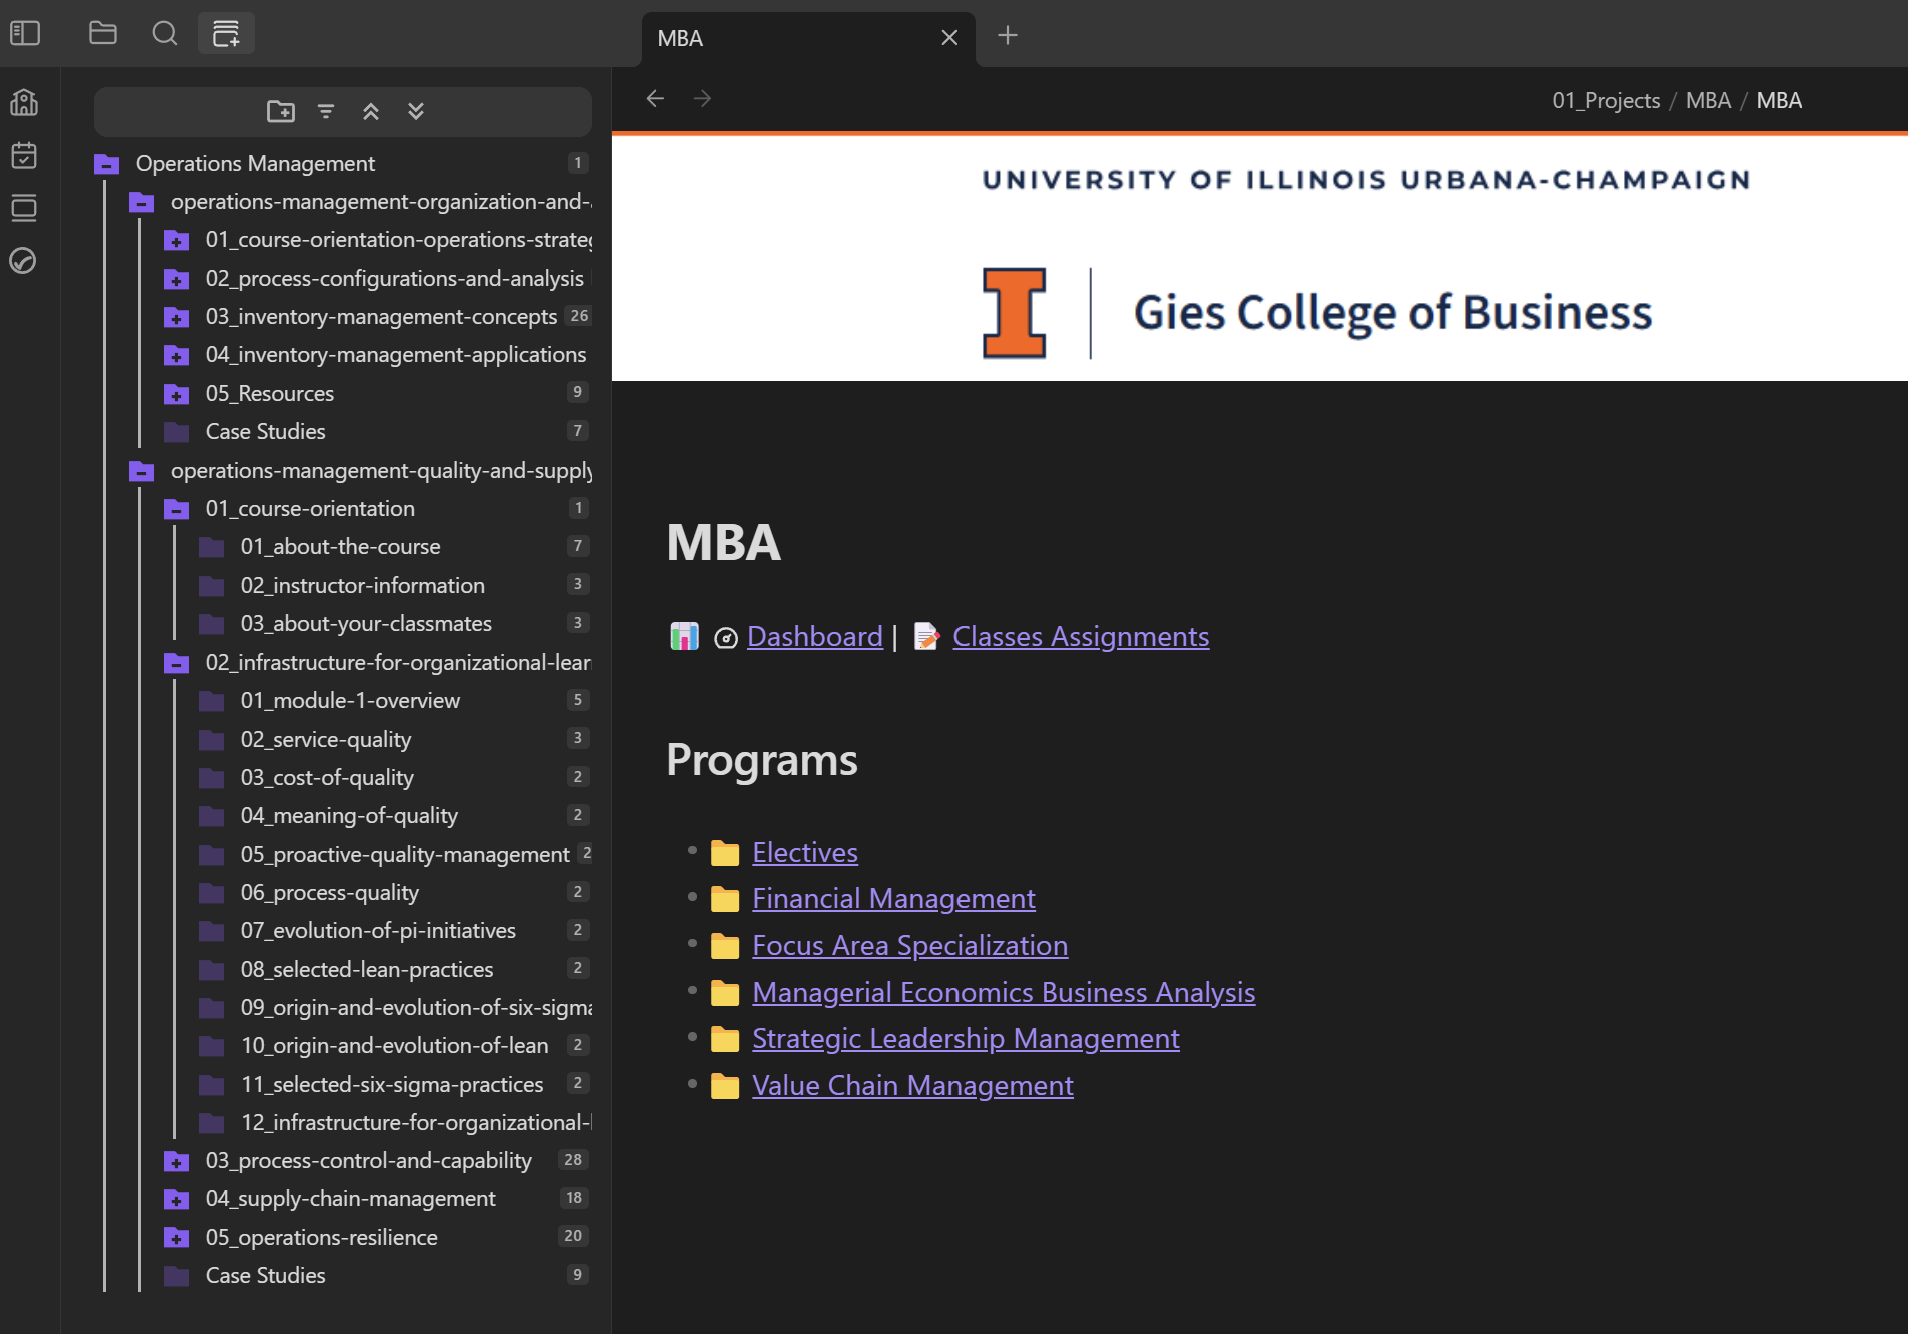 MBA
01_Projects / MBA / MBA
Operations Management 1
operations-management-organization-and-
01_course-orientation-operations-strateg
02_process-configurations-and-analysis
03_inventory-management-concepts 26
04_inventory-management-applications
05_Resources 9
Case Studies 7
operations-management-quality-and-supply
01_course-orientation 1
01_about-the-course 7
02_instructor-information 3
03_about-your-classmates 3
02_infrastructure-for-organizational-lear
01_module-1-overview 5
02_service-quality 3
03_cost-of-quality 2
04_meaning-of-quality 2
05_proactive-quality-management 2
06_process-quality 2
07_evolution-of-pi-initiatives 2
08_selected-lean-practices 2
09_origin-and-evolution-of-six-sigma
10_origin-and-evolution-of-lean 2
11_selected-six-sigma-practices 2
12_infrastructure-for-organizational-l
03_process-control-and-capability 28
04_supply-chain-management 18
05_operations-resilience 20
Case Studies 9
UNIVERSITY OF ILLINOIS URBANA-CHAMPAIGN
I | Gies College of Business
MBA
Dashboard | Classes Assignments
Programs
Electives
Financial Management
Focus Area Specialization
Managerial Economics Business Analysis
Strategic Leadership Management
Value Chain Management